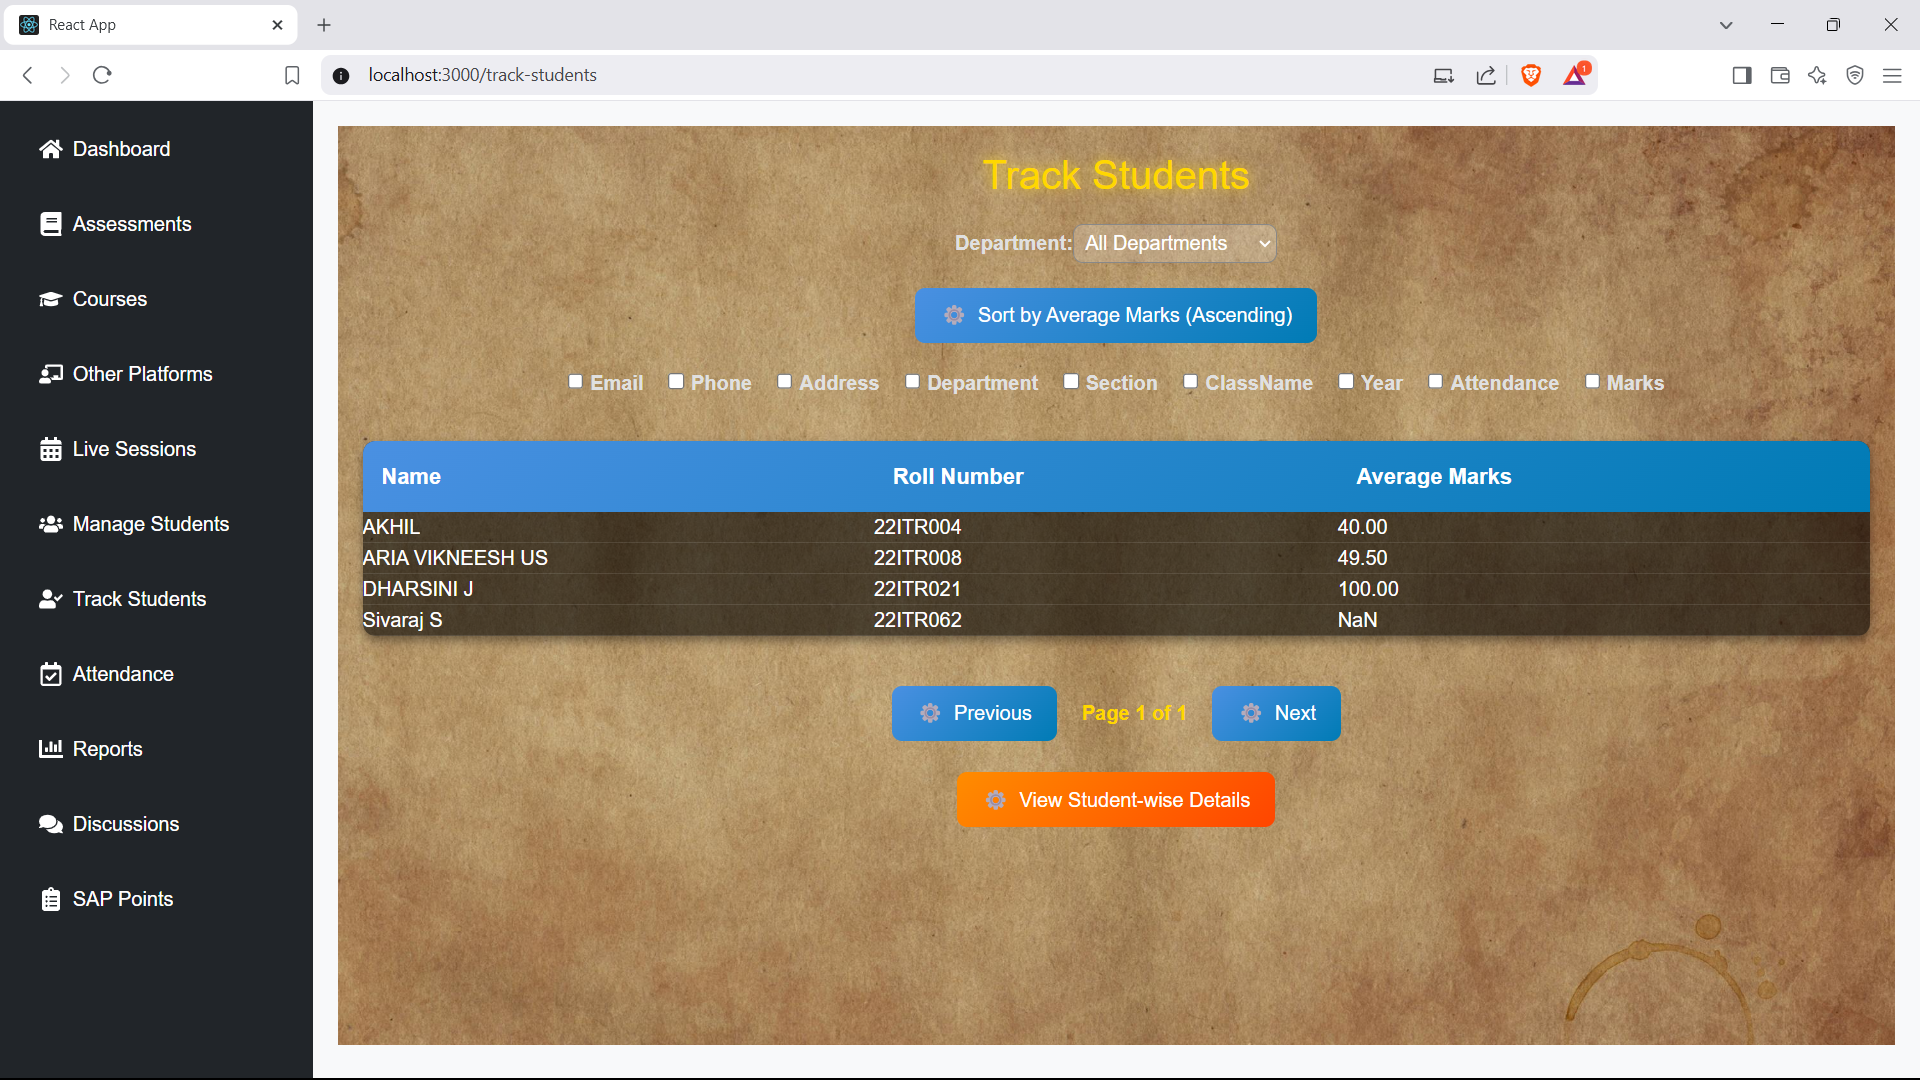 React App
localhost:3000/track-students
1
Dashboard
Assessments
Courses
Other Platforms
Live Sessions
Manage Students
Track Students
Attendance
Reports
Discussions
SAP Points
Track Students
Department: All Departments
Sort by Average Marks (Ascending)
Email Phone Address Department Section ClassName Year Attendance Marks
Name Roll Number Average Marks
AKHIL 22ITR004 40.00
ARIA VIKNEESH US 22ITR008 49.50
DHARSINI J 22ITR021 100.00
Sivaraj S 22ITR062 NaN
Previous Page 1 of 1 Next
View Student-wise Details